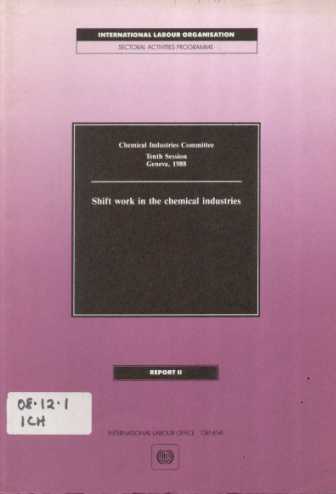 INTERNATIONAL LABOUR ORGANISATION
SECTORAL ACTIVITIES PROGRAMME
Chemical Industries Committee
Tenth Session
Geneva, 1988
Shift work in the chemical industries
REPORT II
08·12·1
ICH
INTERNATIONAL LABOUR OFFICE GENEVA